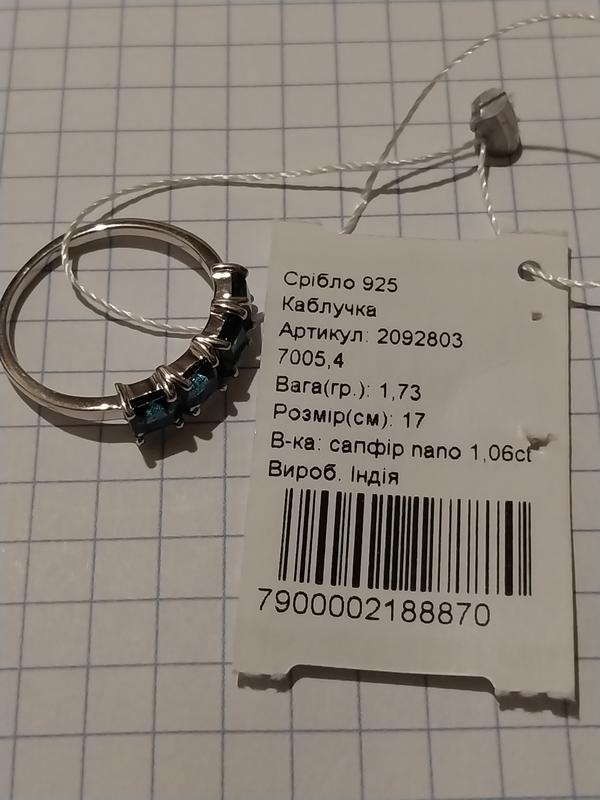 Срібло 925
Каблучка
Артикул: 2092803
7005,4
Вага(гр.): 1,73
Розмір(см): 17
В-ка: сапфір nano 1,06ct
Вироб. Індія
7900002188870